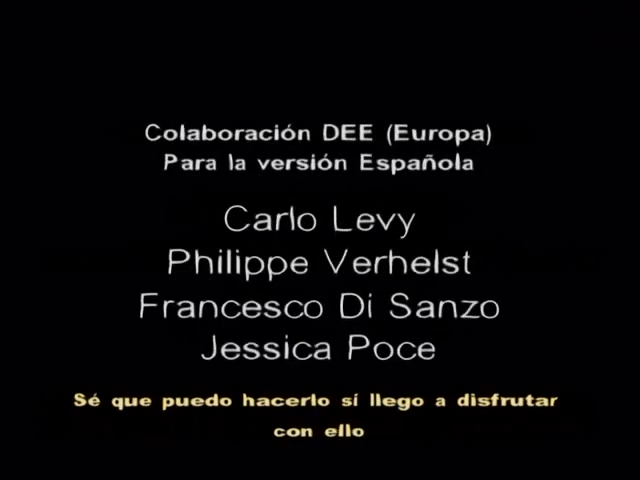 Colaboración DEE (Europa)
Para la versión Española
Carlo Levy
Philippe Verhelst
Francesco Di Sanzo
Jessica Poce
Sé que puedo hacerlo sí llego a disfrutar
con ello